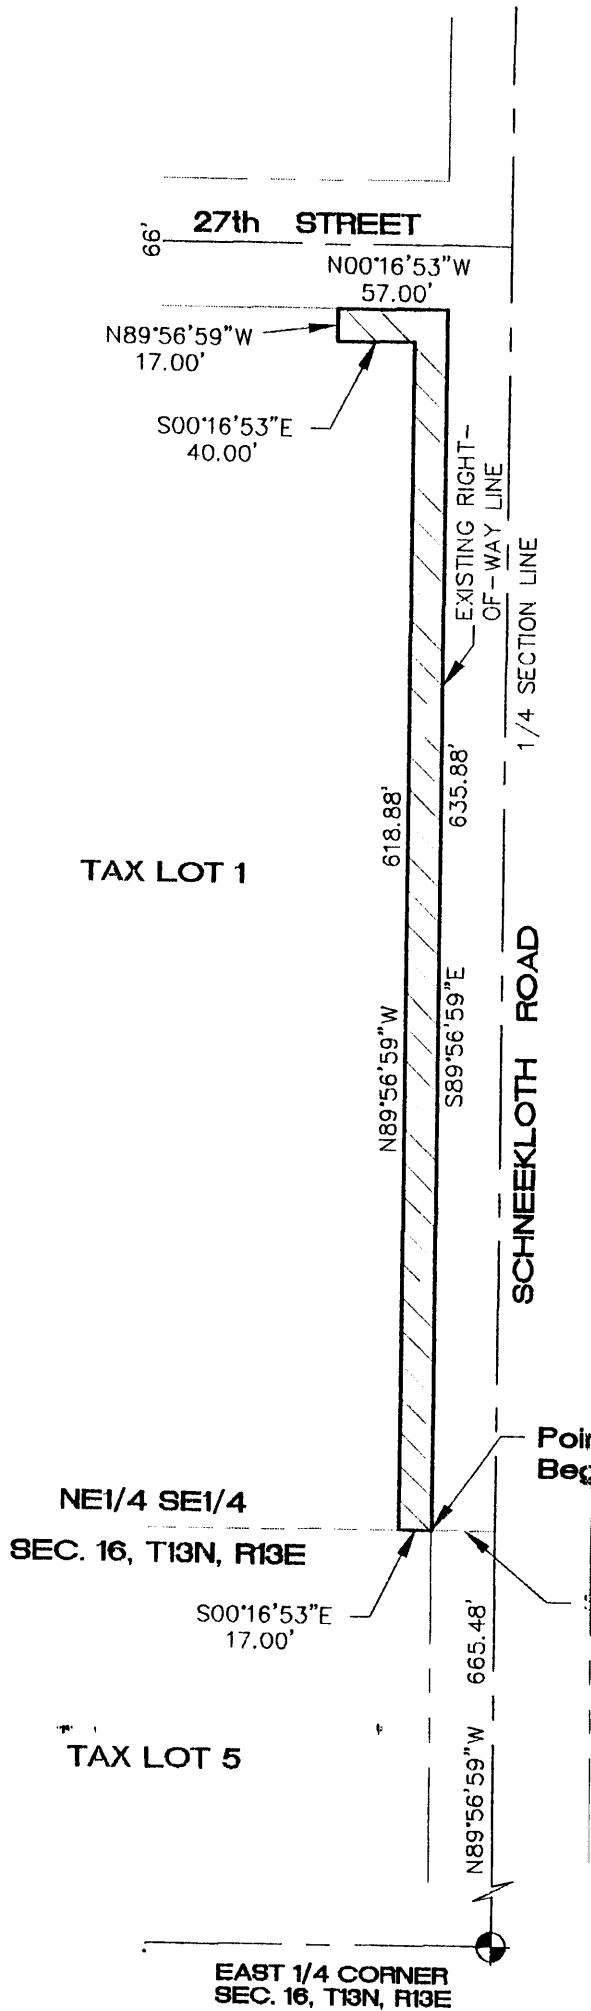 27th STREET
66'
N00°16'53"W
57.00'
N89°56'59"W
17.00'
S00°16'53"E
40.00'
EXISTING RIGHT-
OF-WAY LINE
1/4 SECTION LINE
618.88'
635.88'
TAX LOT 1
N89°56'59"W
S89°56'59"E
SCHNEEKLOTH ROAD
Poin
Beg
NE1/4 SE1/4
SEC. 16, T13N, R13E
S00°16'53"E
17.00'
N89°56'59"W 665.48'
TAX LOT 5
EAST 1/4 CORNER
SEC. 16, T13N, R13E